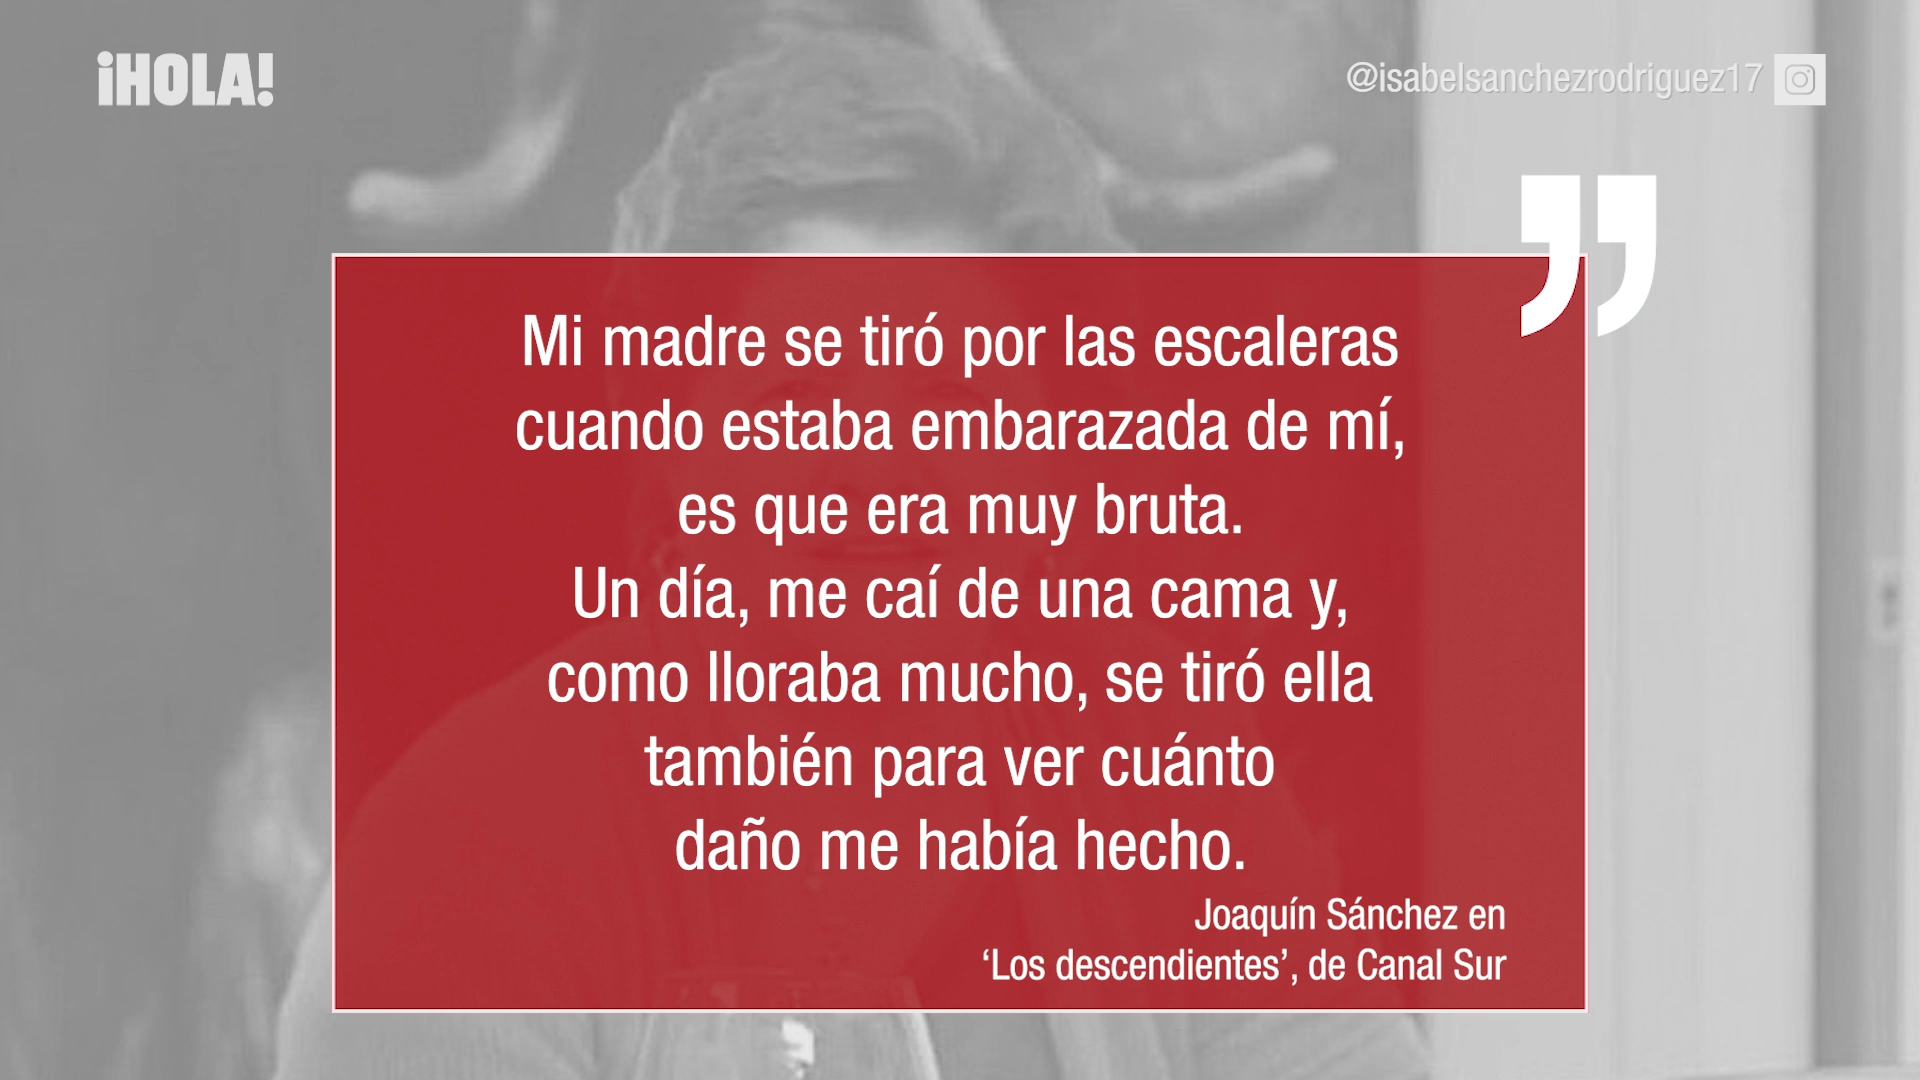 ¡HOLA!
@isabelsanchezrodriguez17
”
Mi madre se tiró por las escaleras
cuando estaba embarazada de mí,
es que era muy bruta.
Un día, me caí de una cama y,
como lloraba mucho, se tiró ella
también para ver cuánto
daño me había hecho.
Joaquín Sánchez en
‘Los descendientes’, de Canal Sur